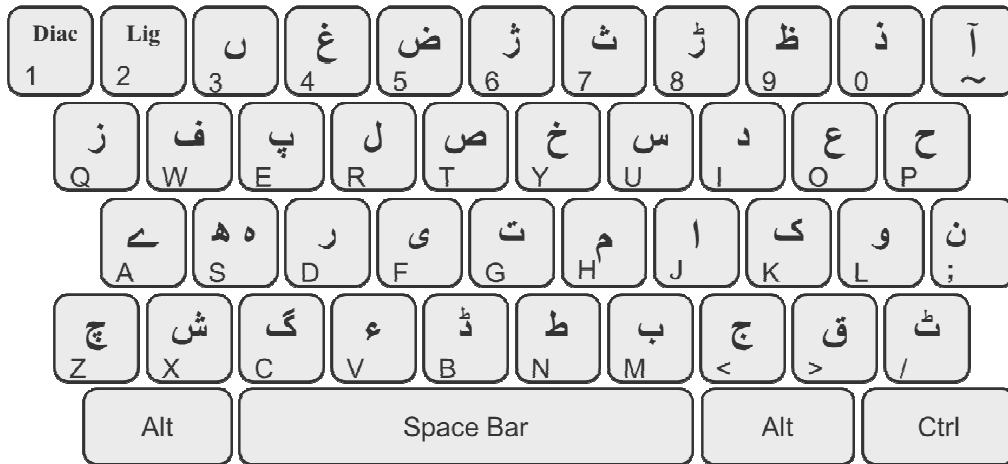 Diac 1 Lig 2 ں 3 غ 4 ض 5 ژ 6 ث 7 ڑ 8 ظ 9 ذ 0 آ ~
ز Q ف W پ E ل R ص T خ Y س U د I ع O ح P
ے A ه ھ S ر D ی F ت G م H ا J ک K و L ن ;
چ Z ش X گ C ء V ڈ B ط N ب M ج < ق > ٹ /
Alt Space Bar Alt Ctrl